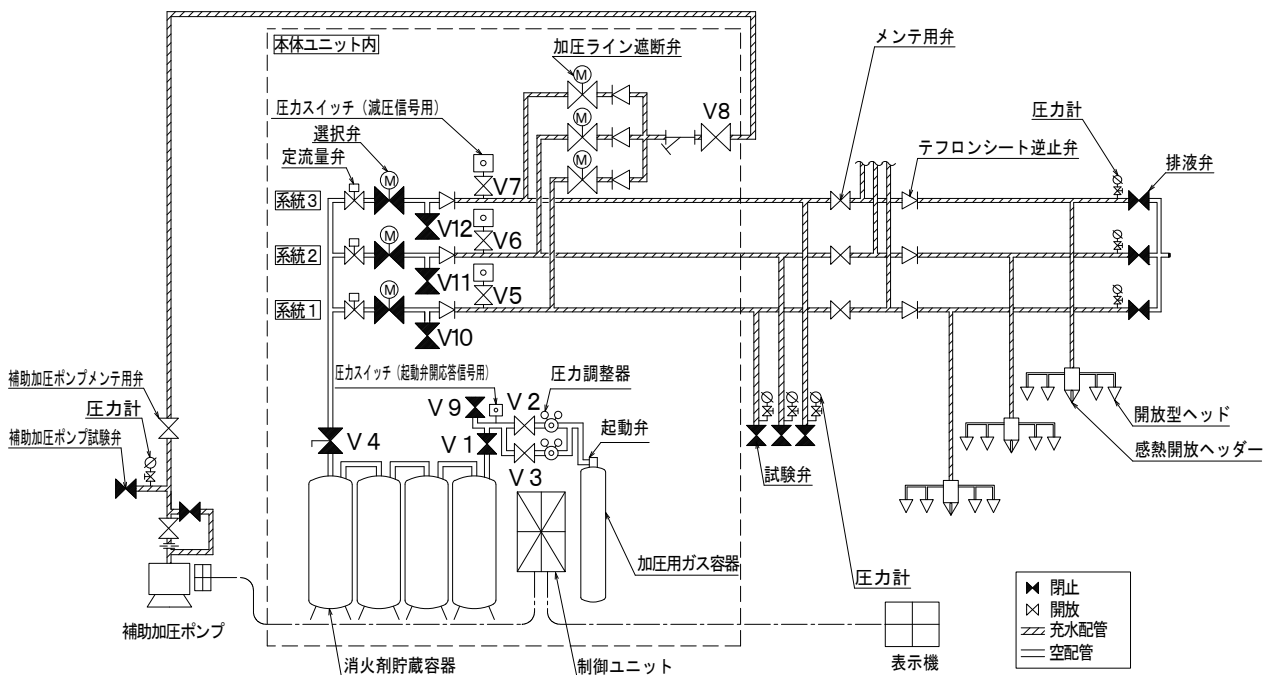 本体ユニット内
加圧ライン遮断弁
メンテ用弁
圧力スイッチ（減圧信号用）
V8
圧力計
選択弁
テフロンシート逆止弁
排液弁
定流量弁
M
M
M
V7
系統3
M
V12
V6
系統2
M
V11
V5
系統1
M
V10
補助加圧ポンプメンテ用弁
圧力スイッチ（起動弁開応答信号用）
圧力調整器
圧力計
V9
V2
起動弁
開放型ヘッド
補助加圧ポンプ試験弁
V4
V1
感熱開放ヘッダー
V3
試験弁
加圧用ガス容器
圧力計
閉止
開放
充水配管
空配管
補助加圧ポンプ
消火剤貯蔵容器
制御ユニット
表示機